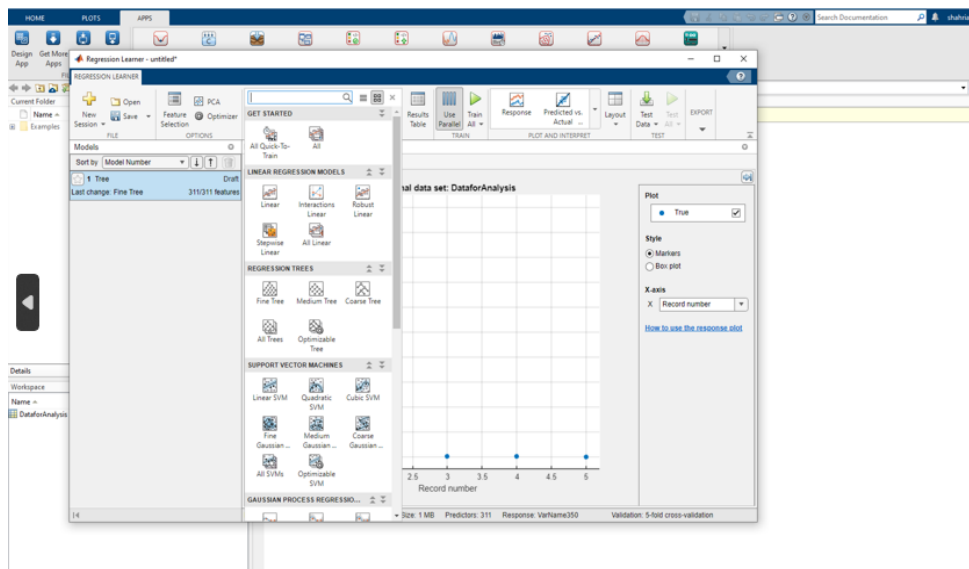 HOME PLOTS APPS
Search Documentation
shahria
Design App
Get More Apps
Regression Learner - untitled*
REGRESSION LEARNER
New Session
Open
Save
FILE
Feature Selection
PCA
Optimizer
OPTIONS
Results Table
Use Parallel
Train All
TRAIN
Response
Predicted vs. Actual ...
PLOT AND INTERPRET
Layout
Test Data
Test All
TEST
EXPORT
Current Folder
Name
Examples
Models
Sort by Model Number
1 Tree Draft
Last change: Fine Tree 311/311 features
GET STARTED
All Quick-To-Train
All
LINEAR REGRESSION MODELS
Linear
Interactions Linear
Robust Linear
Stepwise Linear
All Linear
REGRESSION TREES
Fine Tree
Medium Tree
Coarse Tree
All Trees
Optimizable Tree
SUPPORT VECTOR MACHINES
Linear SVM
Quadratic SVM
Cubic SVM
Fine Gaussian ...
Medium Gaussian ...
Coarse Gaussian ...
All SVMs
Optimizable SVM
GAUSSIAN PROCESS REGRESSIO...
nal data set: DataforAnalysis
2.5 3 3.5 4 4.5 5
Record number
Plot
True
Style
Markers
Box plot
X-axis
X Record number
How to use the response plot
Size: 1 MB Predictors: 311 Response: VarName350 Validation: 5-fold cross-validation
Details
Workspace
Name
DataforAnalysis